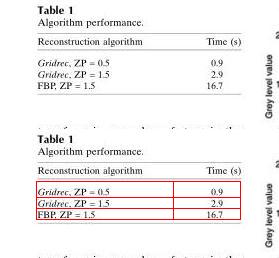 Table 1
Algorithm performance.
Reconstruction algorithm Time (s)
Gridrec, ZP = 0.5 0.9
Gridrec, ZP = 1.5 2.9
FBP, ZP = 1.5 16.7
Grey level value
Table 1
Algorithm performance.
Reconstruction algorithm Time (s)
Gridrec, ZP = 0.5 0.9
Gridrec, ZP = 1.5 2.9
FBP, ZP = 1.5 16.7
Grey level value